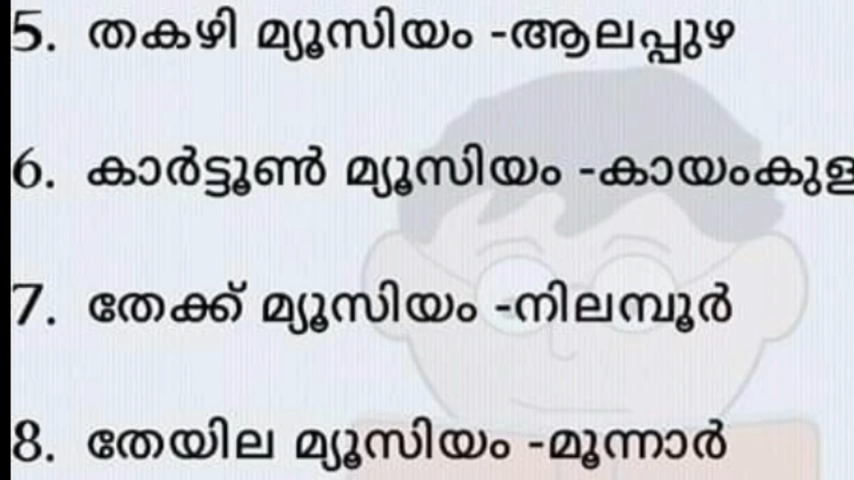 5. തകഴി മ്യൂസിയം -ആലപ്പുഴ
6. കാർട്ടൂൺ മ്യൂസിയം -കായംകുള
7. തേക്ക് മ്യൂസിയം -നിലമ്പൂർ
8. തേയില മ്യൂസിയം -മൂന്നാർ